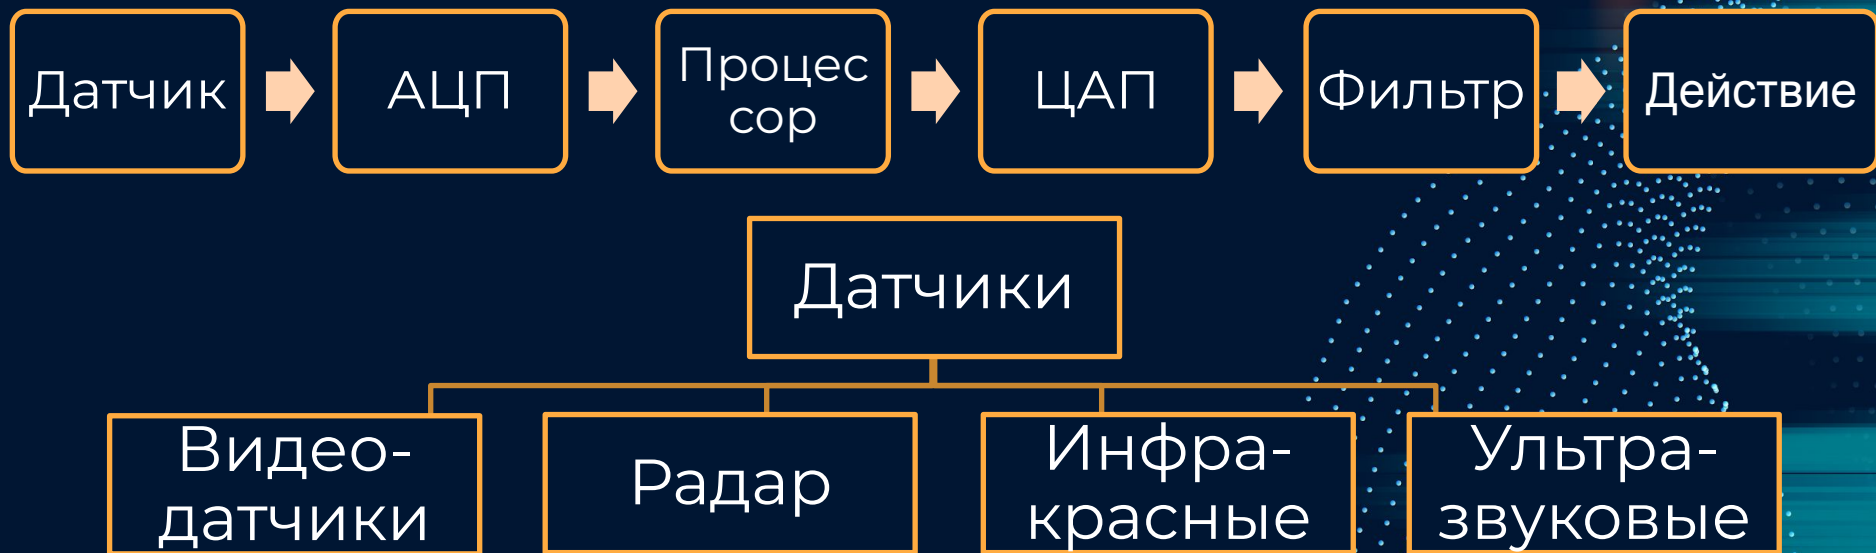 Датчик
АЦП
Процес
сор
ЦАП
Фильтр
Действие
Датчики
Видео-
датчики
Радар
Инфра-
красные
Ультра-
звуковые